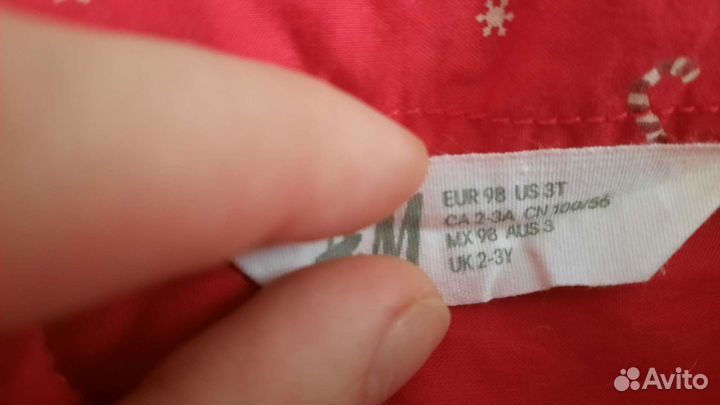 &M
EUR 98 US 3T
CA 2-3A CN 100/56
MX 98 AUS 3
UK 2-3Y
Avito